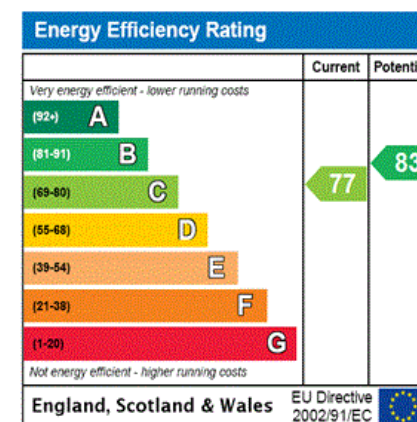 Energy Efficiency Rating
Current Potenti
Very energy efficient - lower running costs
(92+) A
(81-91) B
83
(69-80) C
77
(55-68) D
(39-54) E
(21-38) F
(1-20) G
Not energy efficient - higher running costs
England, Scotland & Wales
EU Directive
2002/91/EC